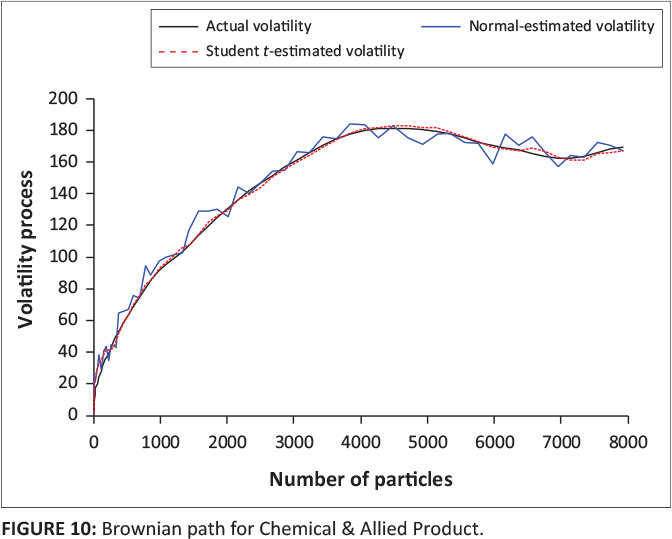 Actual volatility
Normal-estimated volatility
Student t-estimated volatility
200
180
160
140
120
100
80
60
40
20
0
Volatility process
0 1000 2000 3000 4000 5000 6000 7000 8000
Number of particles
FIGURE 10: Brownian path for Chemical & Allied Product.